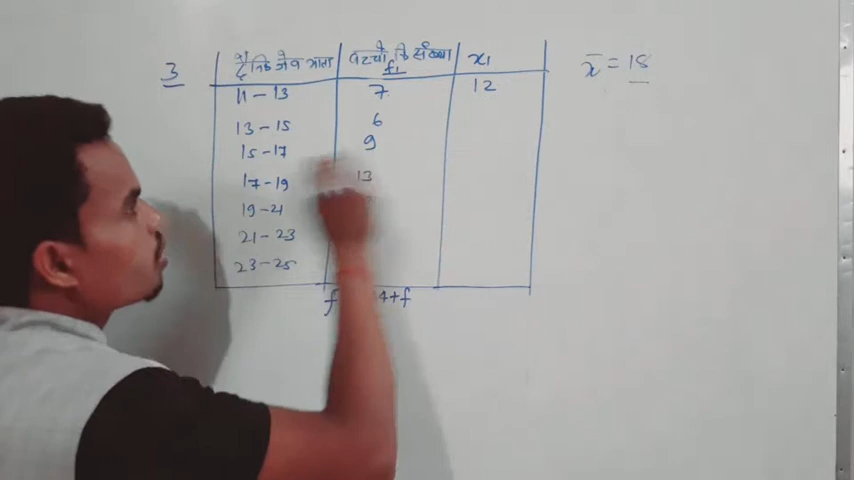 3
दैनिक जेब भत्ता बच्चों कि संख्या x₁ x̄ = 18
f₁
11 - 13 7 12
13 - 15 6
15 - 17 9
17 - 19 13
19 - 21
21 - 23
23 - 25
f 4+f